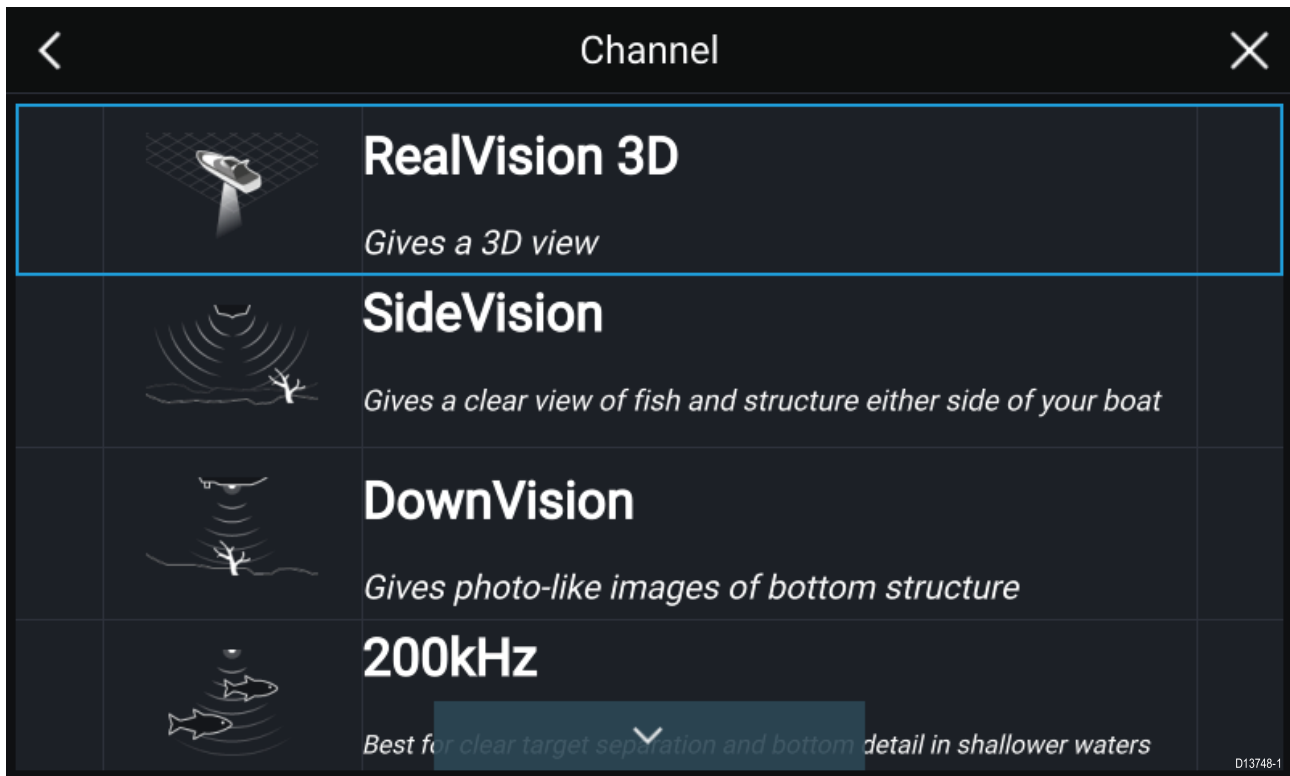 Channel
RealVision 3D
Gives a 3D view
SideVision
Gives a clear view of fish and structure either side of your boat
DownVision
Gives photo-like images of bottom structure
200kHz
Best for clear target separation and bottom detail in shallower waters
D13748-1